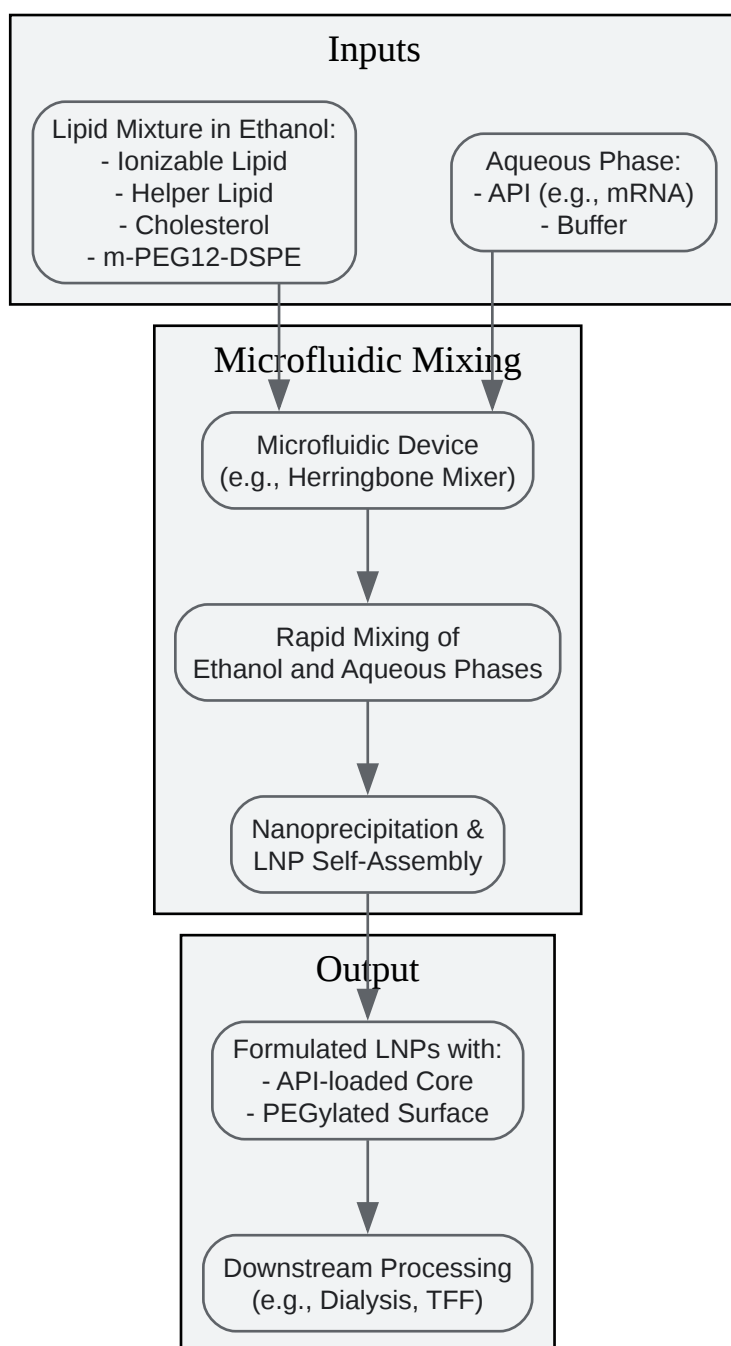 Inputs
Lipid Mixture in Ethanol:
- Ionizable Lipid
- Helper Lipid
- Cholesterol
- m-PEG12-DSPE
Aqueous Phase:
- API (e.g., mRNA)
- Buffer
Microfluidic Mixing
Microfluidic Device
(e.g., Herringbone Mixer)
Rapid Mixing of
Ethanol and Aqueous Phases
Nanoprecipitation &
LNP Self-Assembly
Output
Formulated LNPs with:
- API-loaded Core
- PEGylated Surface
Downstream Processing
(e.g., Dialysis, TFF)